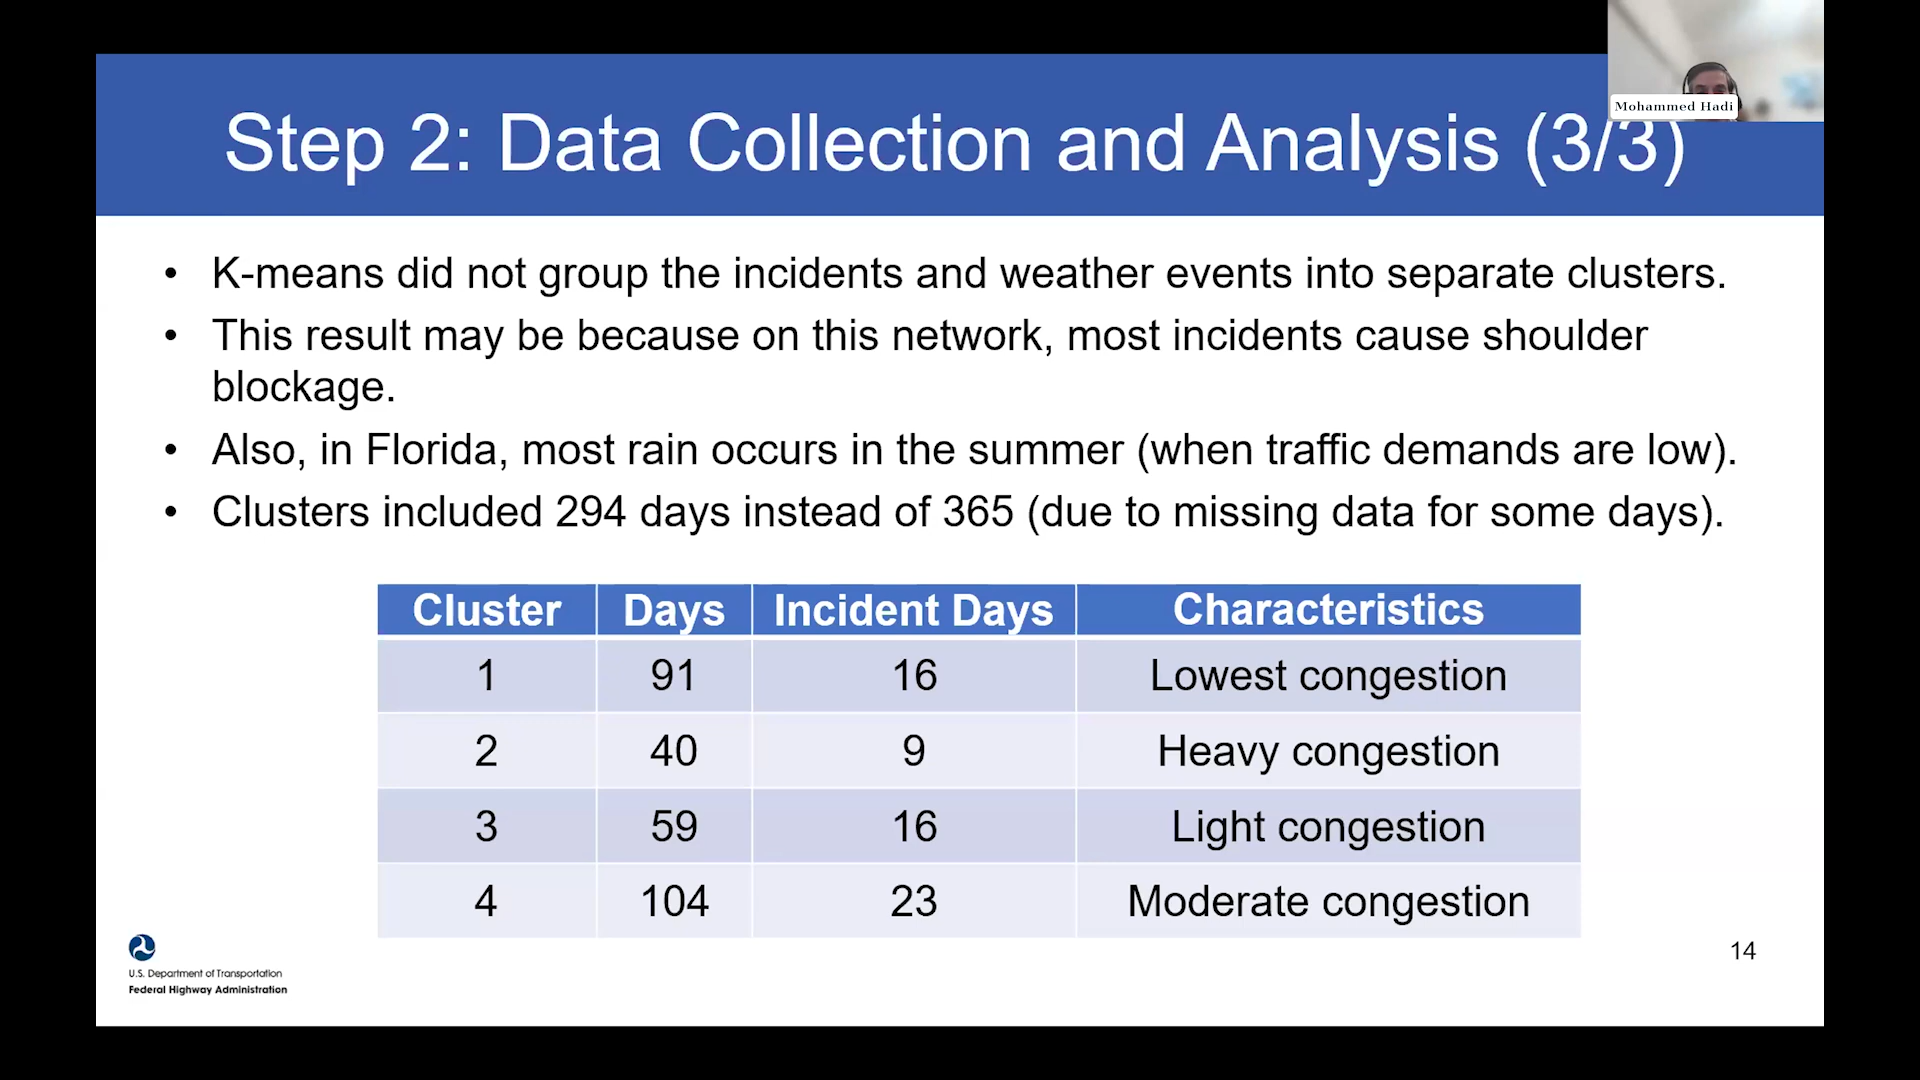 Mohammed Hadi
Step 2: Data Collection and Analysis (3/3)
• K-means did not group the incidents and weather events into separate clusters.
• This result may be because on this network, most incidents cause shoulder
blockage.
• Also, in Florida, most rain occurs in the summer (when traffic demands are low).
• Clusters included 294 days instead of 365 (due to missing data for some days).
Cluster Days Incident Days Characteristics
1 91 16 Lowest congestion
2 40 9 Heavy congestion
3 59 16 Light congestion
4 104 23 Moderate congestion
14
U.S. Department of Transportation
Federal Highway Administration